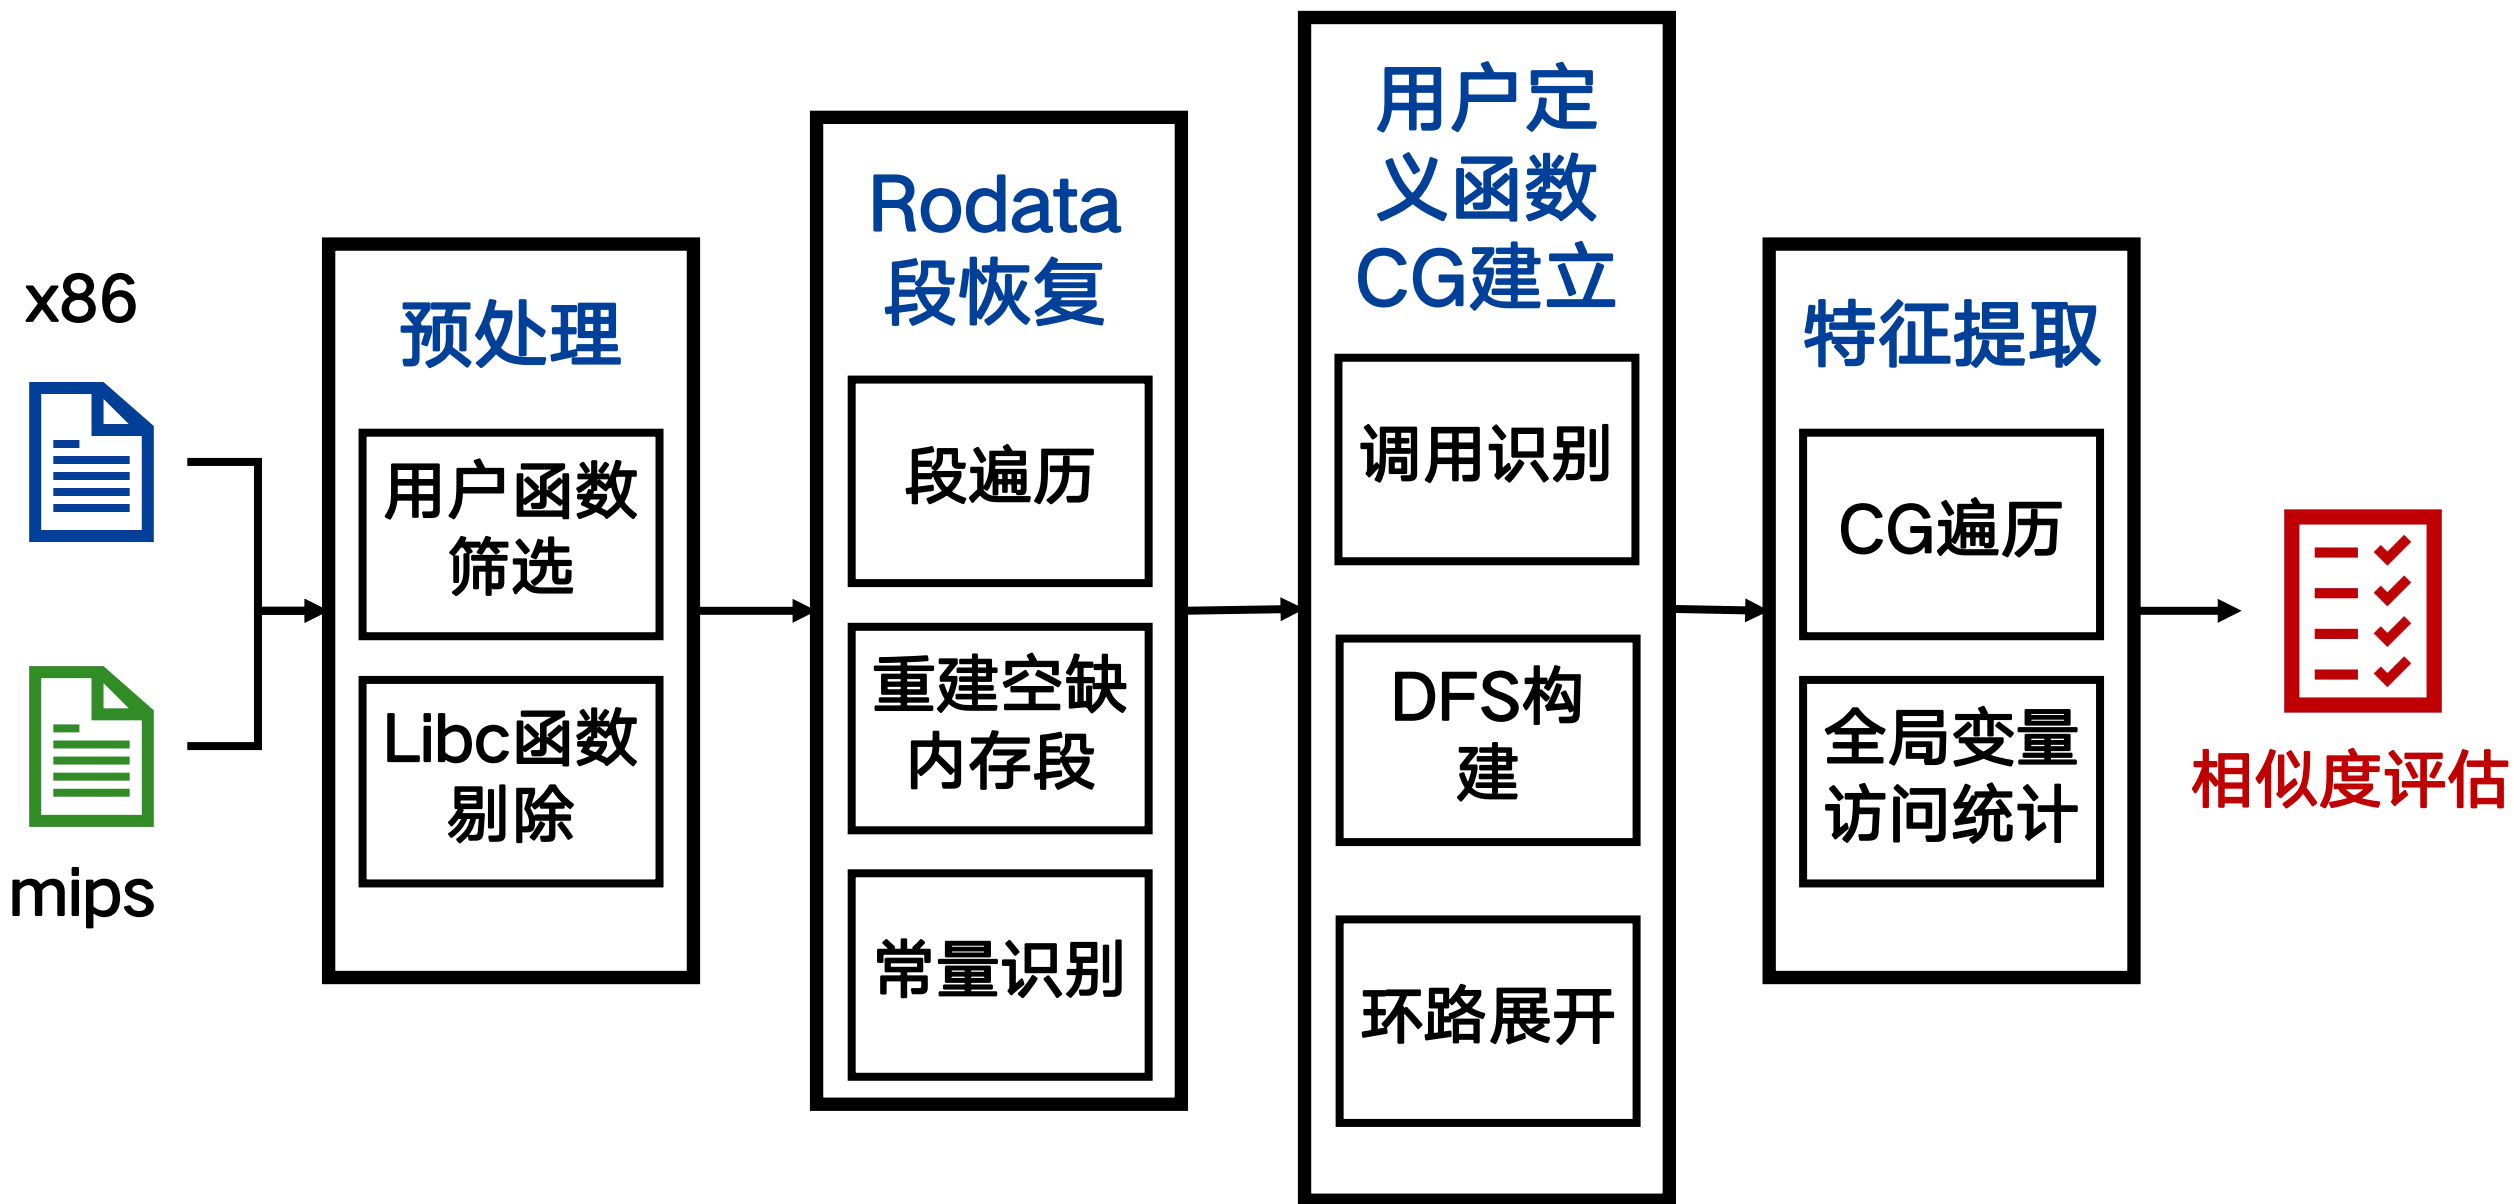 x86
mips
预处理
用户函数
筛选
Libc函数
剔除
Rodata
段恢复
段遍历
重建完整
内存段
常量识别
用户定
义函数
CG建立
调用识别
DFS构
建
环路展开
特征提取
CG遍历
全局变量
访问统计
相似度评估